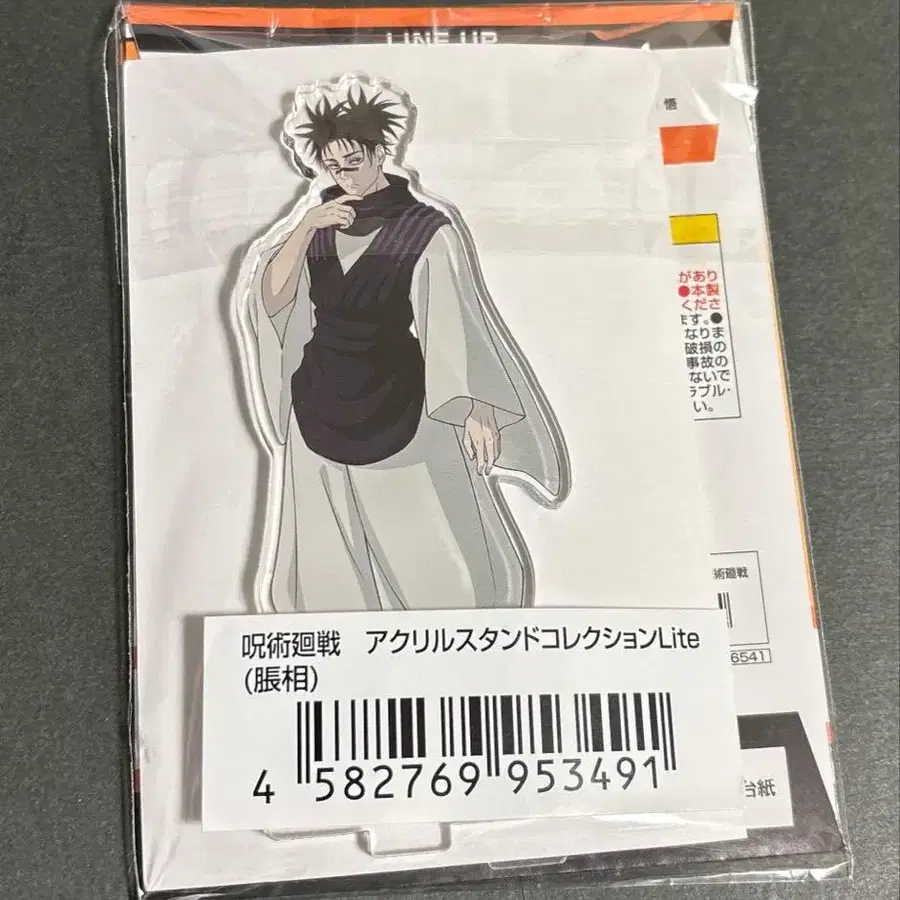 LINE UP
悟
があり
●本製
くださ
ます。●
なりま
破損の
事故の
ないで
ラブル・
い。
術廻戦
6541
呪術廻戦　アクリルスタンドコレクションLite
(脹相)
4 582769 953491
台紙